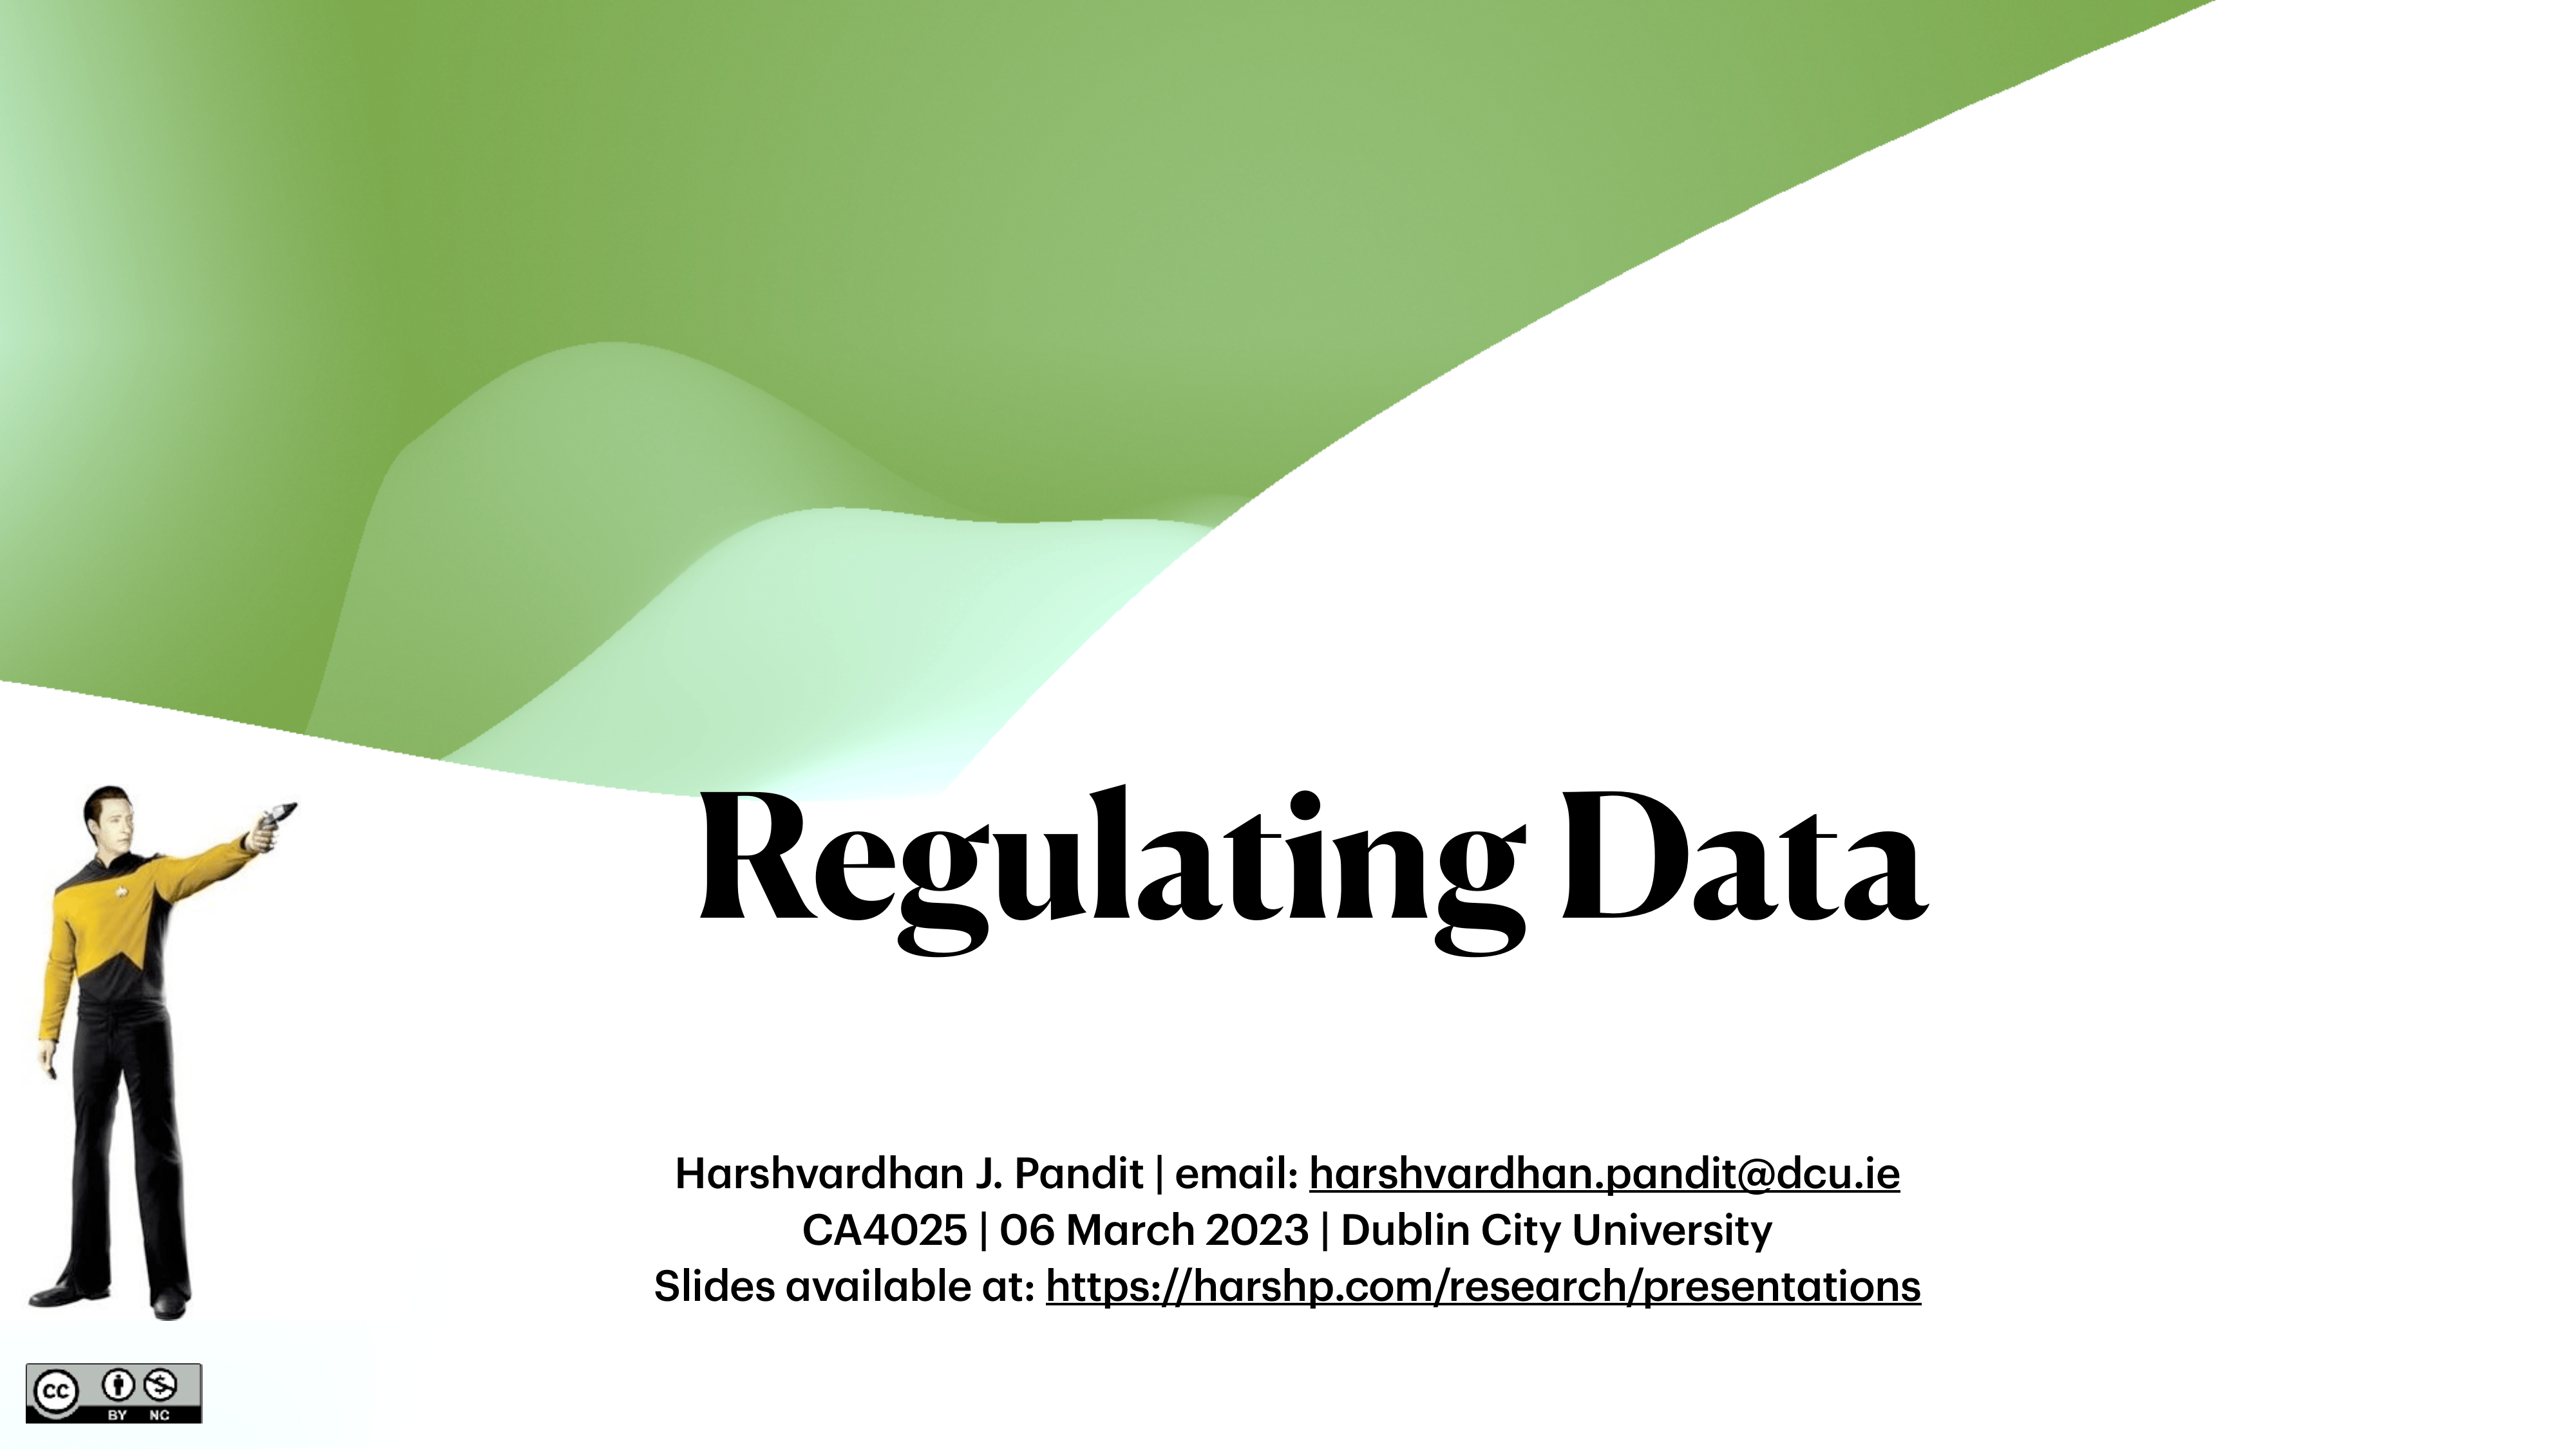 Regulating Data
Harshvardhan J. Pandit | email: harshvardhan.pandit@dcu.ie
CA4025 | 06 March 2023 | Dublin City University
Slides available at: https://harshp.com/research/presentations
cc
BY NC